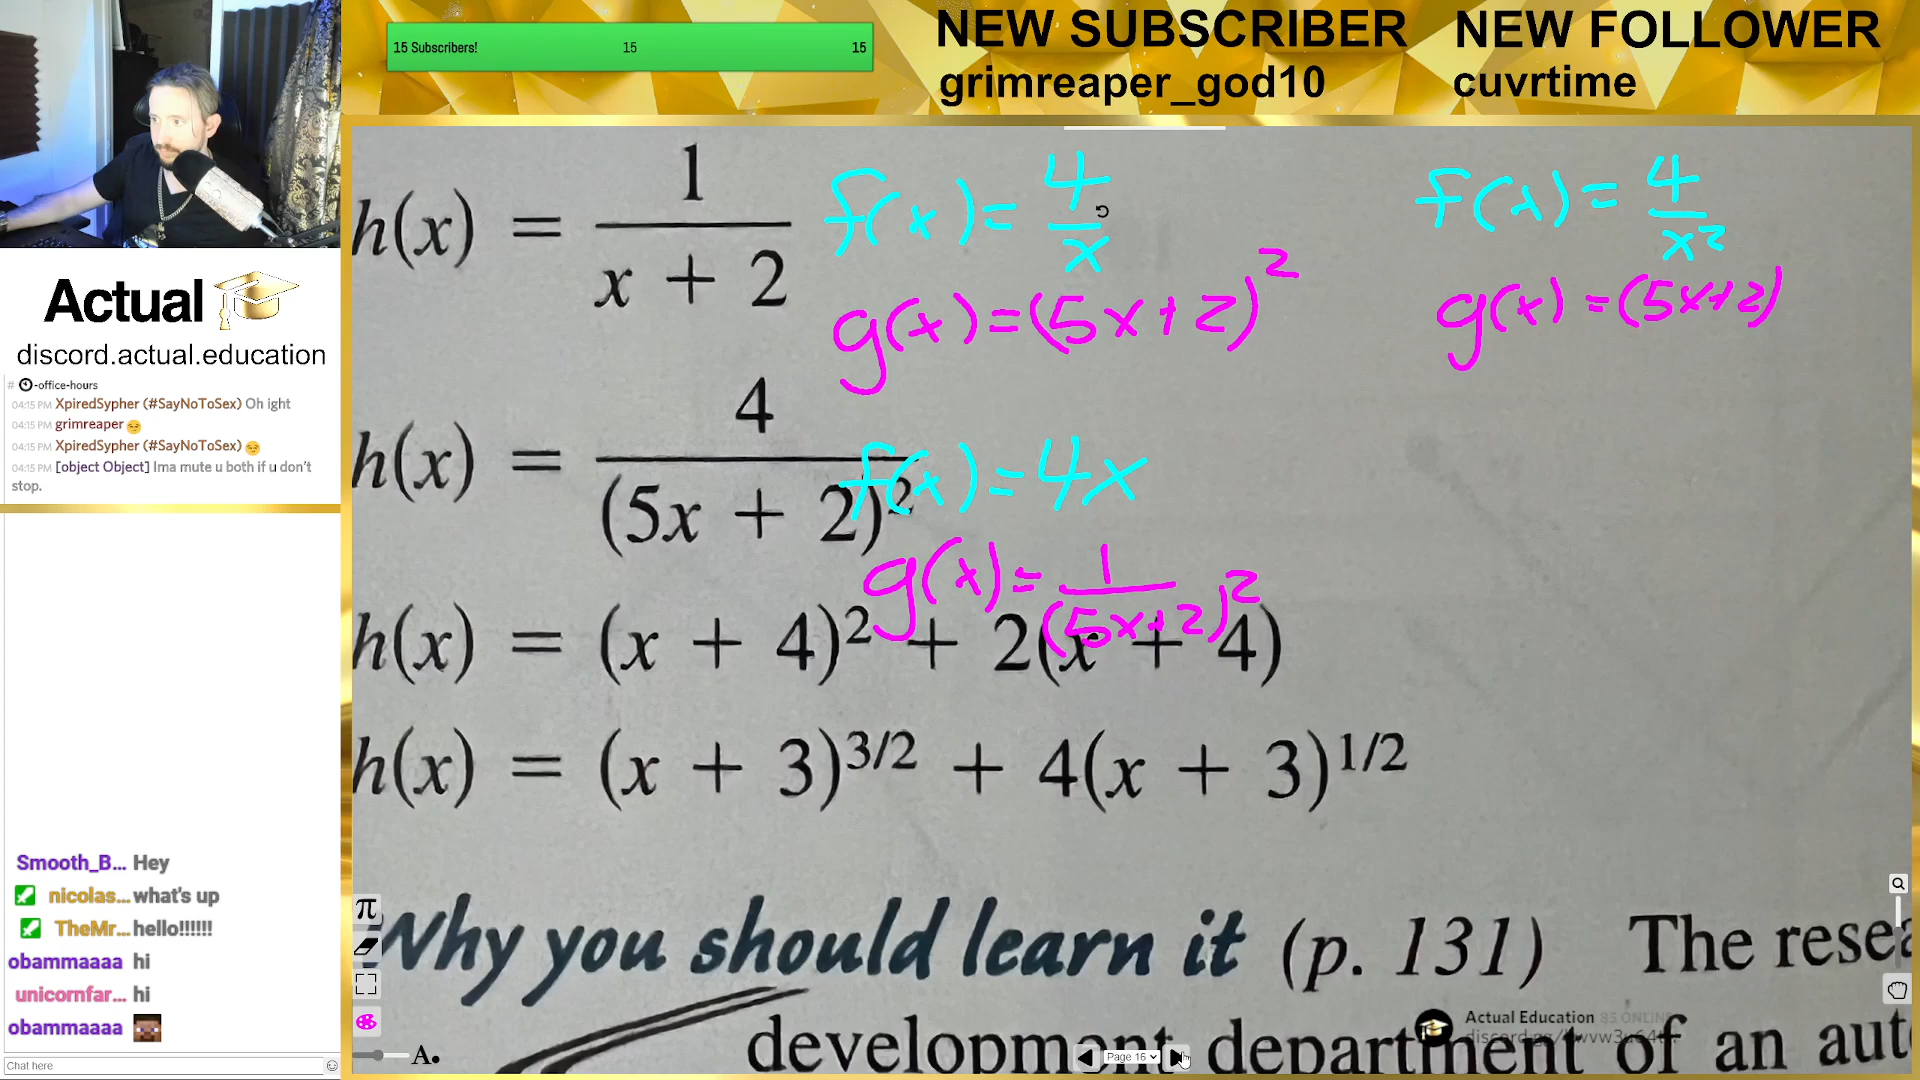 15 Subscribers! 15 15
NEW SUBSCRIBER
grimreaper_god10
NEW FOLLOWER
cuvrtime
Actual
discord.actual.education
# -office-hours
04:15 PM XpiredSypher (#SayNoToSex) Oh ight
04:15 PM grimreaper 😏
04:15 PM XpiredSypher (#SayNoToSex) 😏
04:15 PM [object Object] Ima mute u both if u don't
stop.
Smooth_B... Hey
nicolas... what's up
TheMr... hello!!!!!!
obammaaaa hi
unicornfar... hi
obammaaaa
Chat here
h(x) = 1/(x + 2)
f(x) = 4/x
g(x) = (5x+2)²
f(x) = 4/x²
g(x) = (5x+2)
h(x) = 4/(5x + 2)²
f(x) = 4x
g(x) = 1/(5x+2)²
h(x) = (x + 4)² + 2(x + 4)
h(x) = (x + 3)^3/2 + 4(x + 3)^1/2
Why you should learn it (p. 131) The resea
development department of an aut
Actual Education 85 ONLINE
π
A.
Page 16